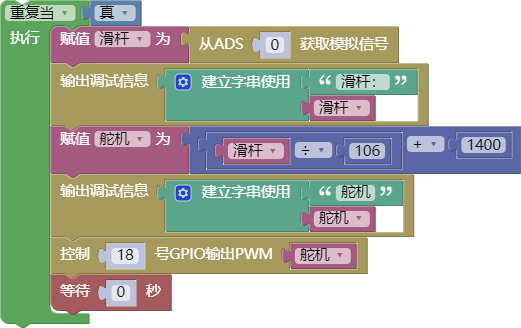 重复当 真
执行 赋值 滑杆 为 从ADS 0 获取模拟信号
输出调试信息 建立字串使用 “ 滑杆： ”
滑杆
赋值 舵机 为 滑杆 ÷ 106 + 1400
输出调试信息 建立字串使用 “ 舵机 ”
舵机
控制 18 号GPIO输出PWM 舵机
等待 0 秒